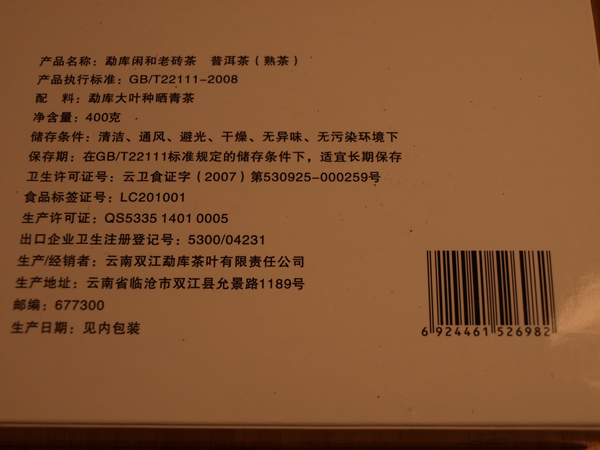 产品名称：勐库闲和老砖茶　普洱茶（熟茶）
产品执行标准：GB/T22111-2008
配　料：勐库大叶种晒青茶
净含量：400克
储存条件：清洁、通风、避光、干燥、无异味、无污染环境下
保存期：在GB/T22111标准规定的储存条件下，适宜长期保存
卫生许可证号：云卫食证字（2007）第530925-000259号
食品标签证号：LC201001
生产许可证：QS5335 1401 0005
出口企业卫生注册登记号：5300/04231
生产/经销者：云南双江勐库茶叶有限责任公司
生产地址：云南省临沧市双江县允景路1189号
邮编：677300
生产日期：见内包装
6 924461 526982